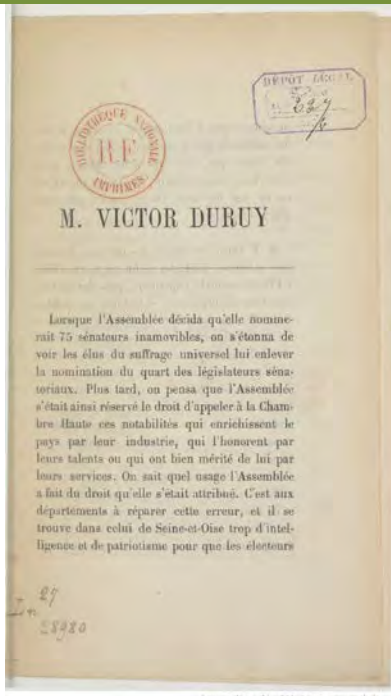 DEPOT LÉGAL
237
BIBLIOTHÈQUE NATIONALE
R.F.
IMPRIMÉS
M. VICTOR DURUY
Lorsque l'Assemblée décida qu'elle nomme-
rait 75 sénateurs inamovibles, on s'étonna de
voir les élus du suffrage universel lui enlever
la nomination du quart des législateurs séna-
toriaux. Plus tard, on pensa que l'Assemblée
s'était ainsi réservé le droit d'appeler à la Cham-
bre Haute ces notabilités qui enrichissent le
pays par leur industrie, qui l'honorent par
leurs talents ou qui ont bien mérité de lui par
leurs services. On sait quel usage l'Assemblée
a fait du droit qu'elle s'était attribué. C'est aux
départements à réparer cette erreur, et il se
trouve dans celui de Seine-et-Oise trop d'intel-
ligence et de patriotisme pour que les électeurs
27
28980